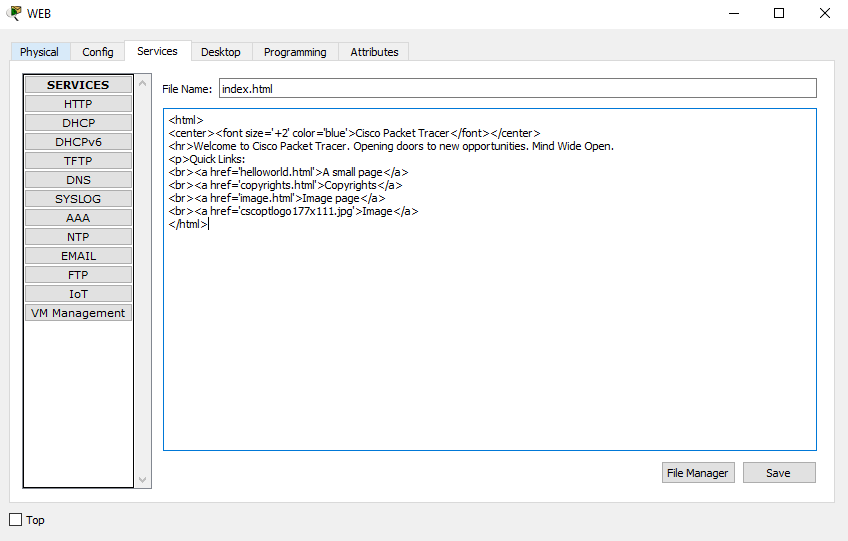 WEB
Physical Config Services Desktop Programming Attributes
SERVICES
HTTP
DHCP
DHCPv6
TFTP
DNS
SYSLOG
AAA
NTP
EMAIL
FTP
IoT
VM Management
File Name: index.html
<html>
<center><font size='+2' color='blue'>Cisco Packet Tracer</font></center>
<hr>Welcome to Cisco Packet Tracer. Opening doors to new opportunities. Mind Wide Open.
<p>Quick Links:
<br><a href='helloworld.html'>A small page</a>
<br><a href='copyrights.html'>Copyrights</a>
<br><a href='image.html'>Image page</a>
<br><a href='cscoptlogo177x111.jpg'>Image</a>
</html>
File Manager Save
Top